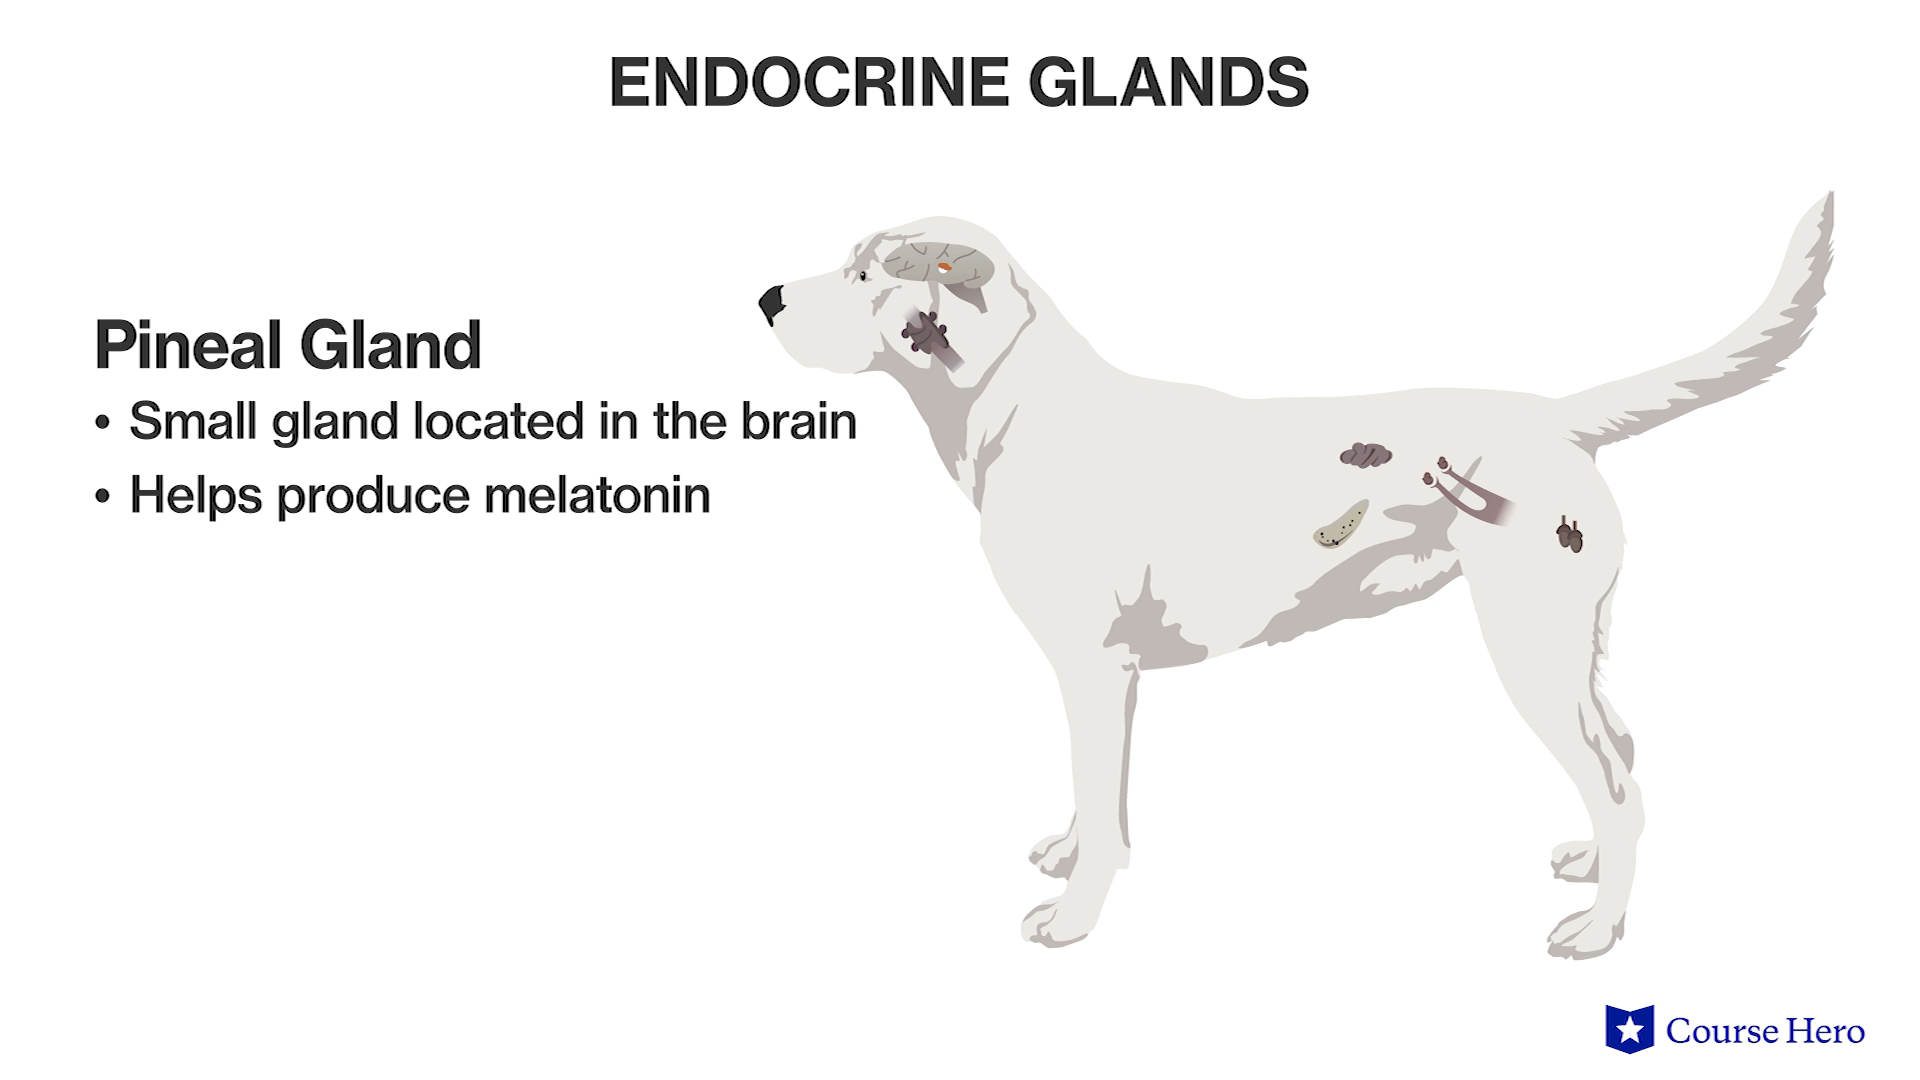 ENDOCRINE GLANDS
Pineal Gland
• Small gland located in the brain
• Helps produce melatonin
Course Hero